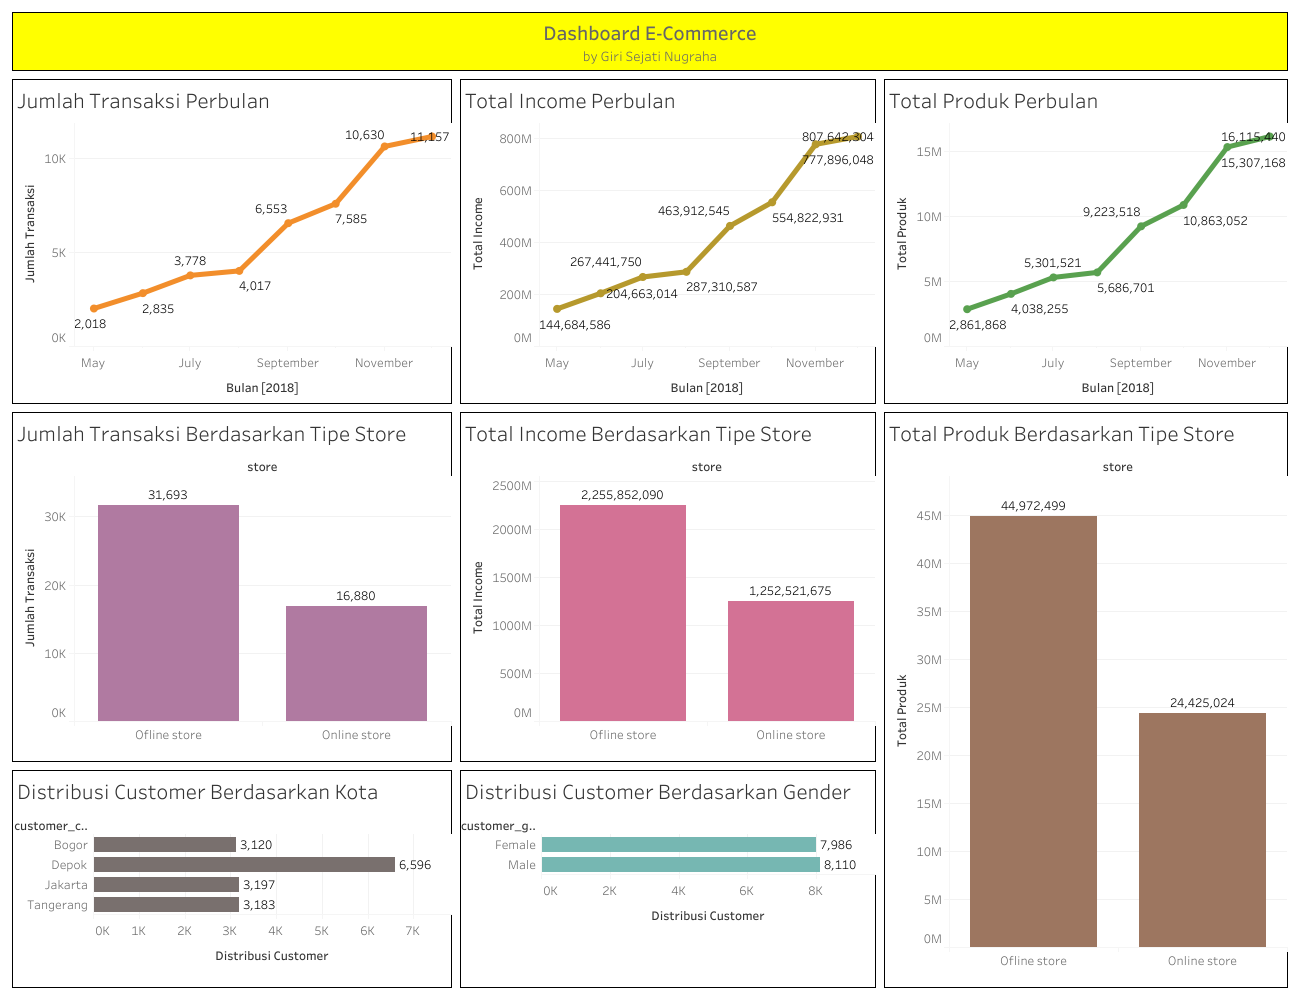 Dashboard E-Commerce
by Giri Sejati Nugraha
Jumlah Transaksi Perbulan
10K
5K
0K
Jumlah Transaksi
2,018
2,835
3,778
4,017
6,553
7,585
10,630
11,157
May
July
September
November
Bulan [2018]
Total Income Perbulan
800M
600M
400M
200M
0M
Total Income
144,684,586
204,663,014
267,441,750
287,310,587
463,912,545
554,822,931
777,896,048
807,642,304
May
July
September
November
Bulan [2018]
Total Produk Perbulan
15M
10M
5M
0M
Total Produk
2,861,868
4,038,255
5,301,521
5,686,701
9,223,518
10,863,052
15,307,168
16,115,440
May
July
September
November
Bulan [2018]
Jumlah Transaksi Berdasarkan Tipe Store
store
30K
20K
10K
0K
Jumlah Transaksi
31,693
16,880
Ofline store
Online store
Total Income Berdasarkan Tipe Store
store
2500M
2000M
1500M
1000M
500M
0M
Total Income
2,255,852,090
1,252,521,675
Ofline store
Online store
Total Produk Berdasarkan Tipe Store
store
45M
40M
35M
30M
25M
20M
15M
10M
5M
0M
Total Produk
44,972,499
24,425,024
Ofline store
Online store
Distribusi Customer Berdasarkan Kota
customer_c..
Bogor 3,120
Depok 6,596
Jakarta 3,197
Tangerang 3,183
0K 1K 2K 3K 4K 5K 6K 7K
Distribusi Customer
Distribusi Customer Berdasarkan Gender
customer_g..
Female 7,986
Male 8,110
0K 2K 4K 6K 8K
Distribusi Customer